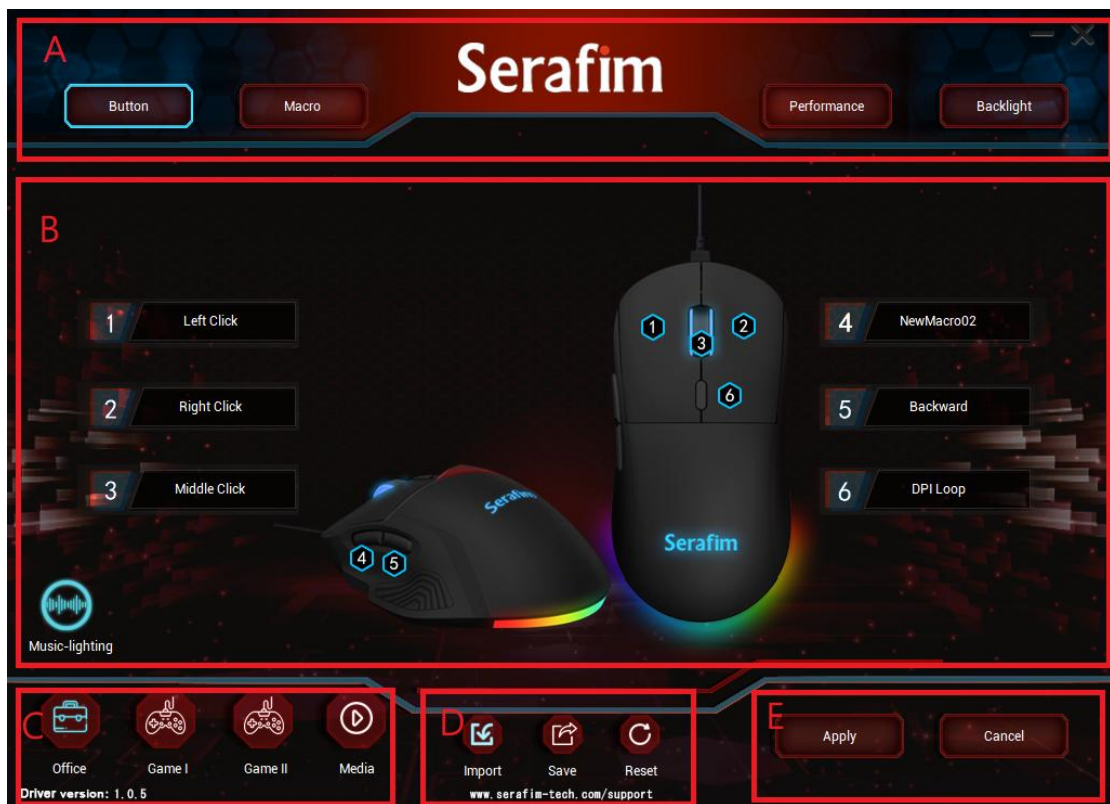 A
Serafim
Button
Macro
Performance
Backlight
B
1 Left Click
2 Right Click
3 Middle Click
4 NewMacro02
5 Backward
6 DPI Loop
1
2
3
6
Serafim
4
5
Serafim
Music-lighting
C
Office
Game I
Game II
Media
Driver version: 1.0.5
D
Import
Save
Reset
www.serafim-tech.com/support
E
Apply
Cancel